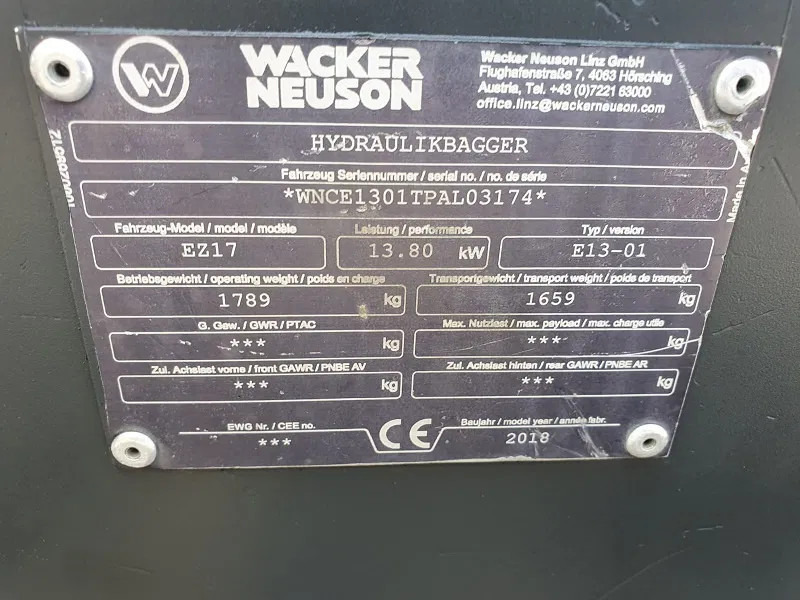 W
WACKER
NEUSON
Wacker Neuson Linz GmbH
Flughafenstraße 7, 4063 Hörsching
Austria, Tel. +43 (0)7221 63000
office.linz@wackerneuson.com
HYDRAULIKBAGGER
Fahrzeug Seriennummer / serial no. / no. de série
*WNCE1301TPAL03174*
Fahrzeug-Model / model / modèle
EZ17
Leistung / performance
13.80 kW
Typ / version
E13-01
Betriebsgewicht / operating weight / poids en charge
1789 kg
Transportgewicht / transport weight / poids de transport
1659 kg
G. Gew. / GWR / PTAC
*** kg
Max. Nutzlast / max. payload / max. charge utile
*** kg
Zul. Achslast vorne / front GAWR / PNBE AV
*** kg
Zul. Achslast hinten / rear GAWR / PNBE AR
*** kg
EWG Nr. / CEE no.
***
CE
Baujahr / model year / année fabr.
2018
Made in